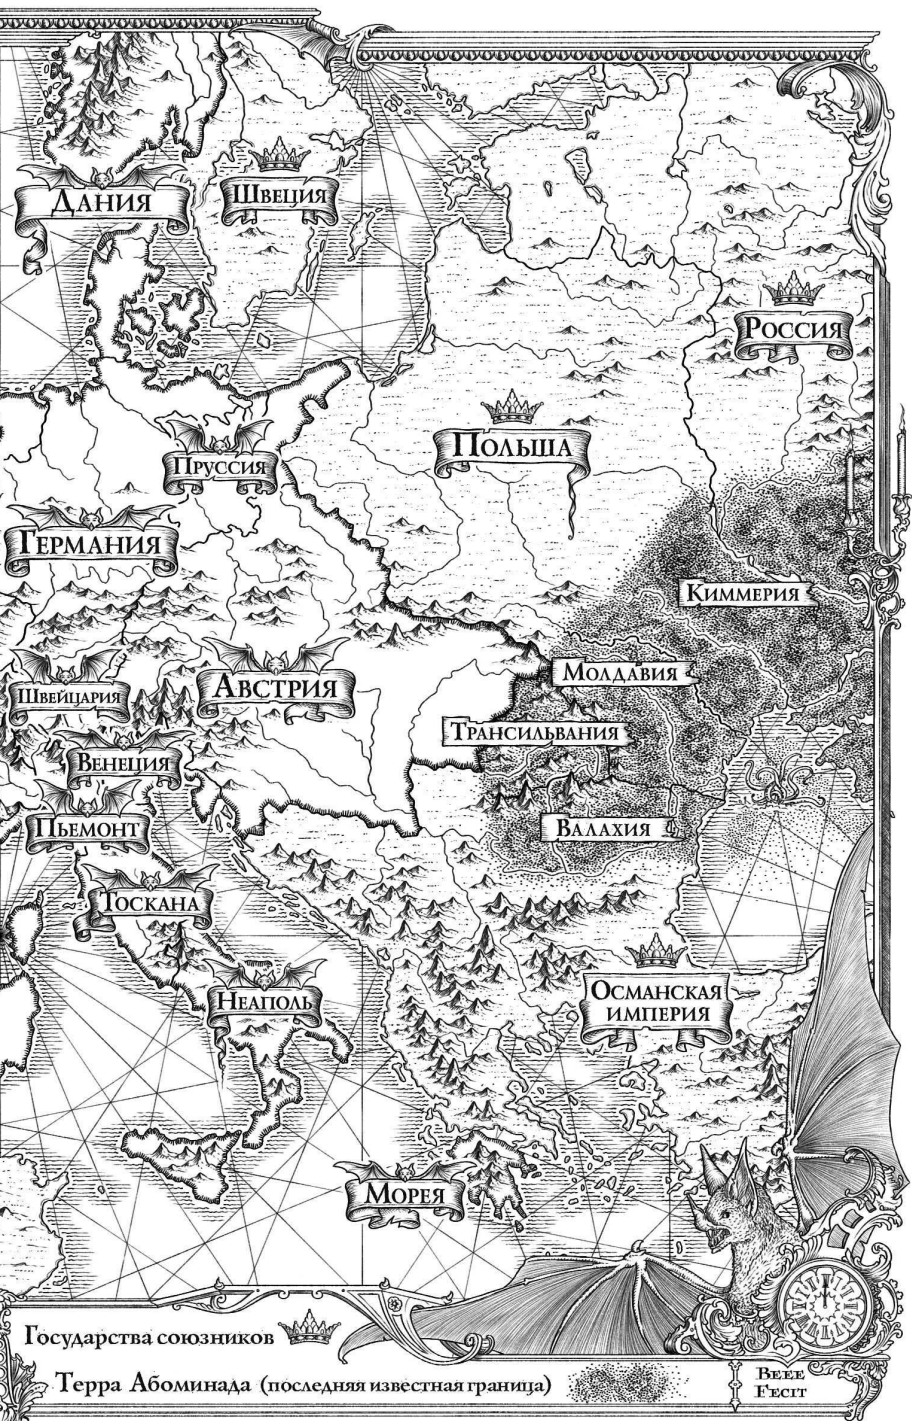 Дания
Швеция
Россия
Польша
Пруссия
Германия
Киммерия
Молдавия
Швейцария
Австрия
Трансильвания
Венеция
Пьемонт
Валахия
Тоскана
Неаполь
Османская
империя
Морея
Государства союзников
Терра Абоминада (последняя известная граница)
Beee
Fecit